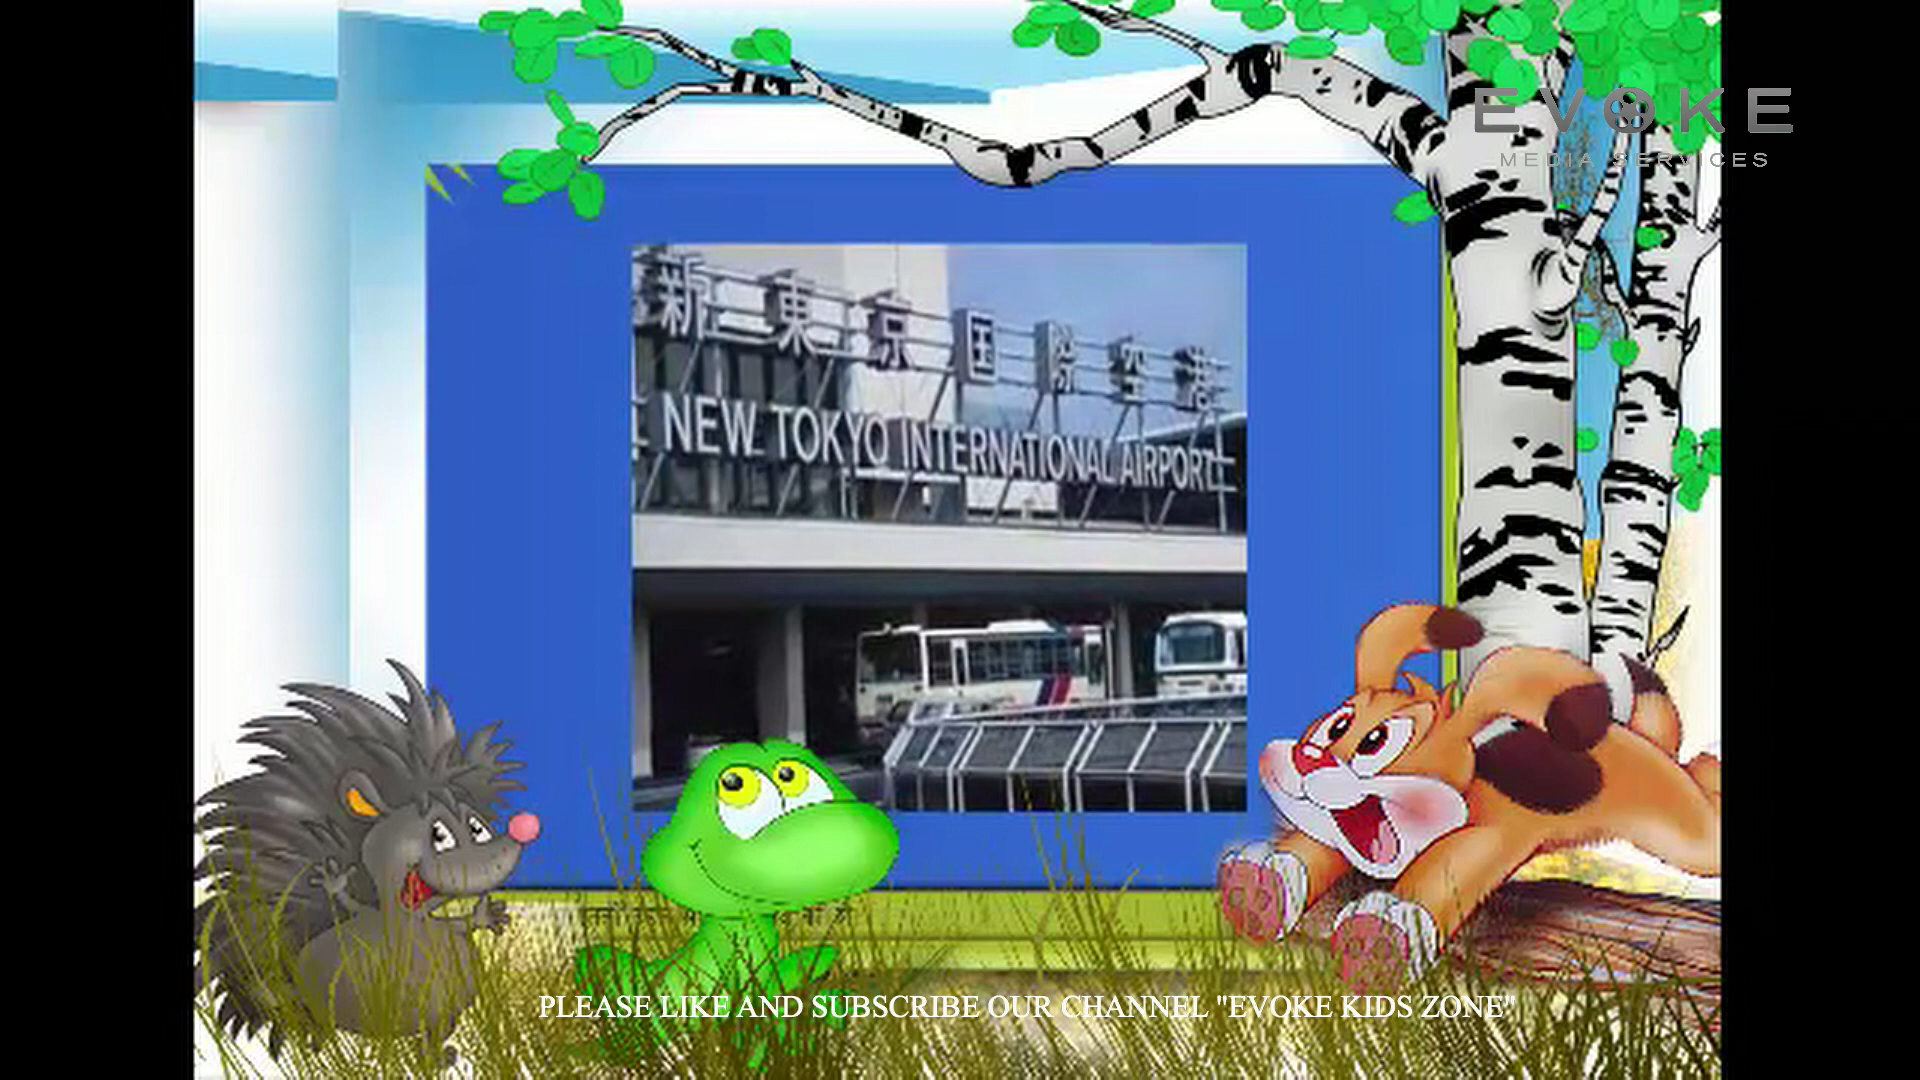 EVOKE
MEDIA SERVICES
新東京国際空港
NEW TOKYO INTERNATIONAL AIRPORT
PLEASE LIKE AND SUBSCRIBE OUR CHANNEL "EVOKE KIDS ZONE"